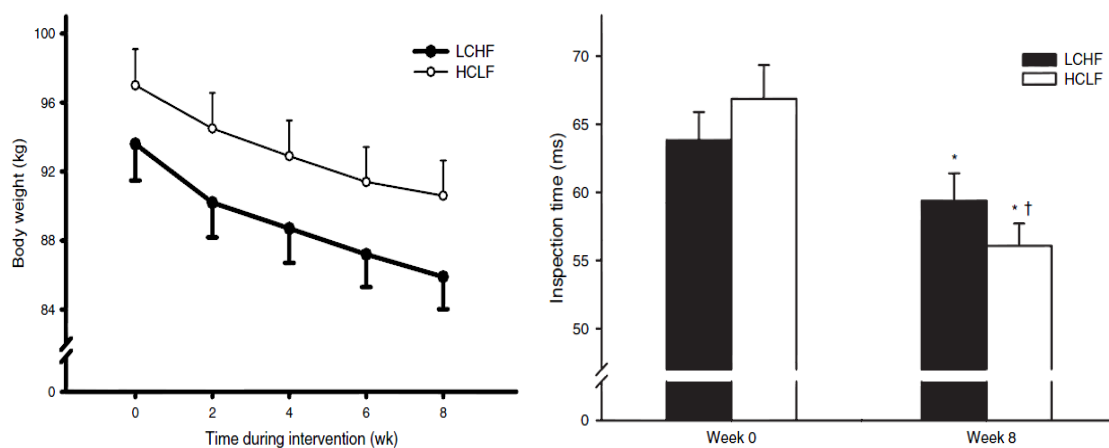 100
96
92
88
84
0
Body weight (kg)
LCHF
HCLF
0 2 4 6 8
Time during intervention (wk)
70
65
60
55
50
0
Inspection time (ms)
LCHF
HCLF
*
* †
Week 0 Week 8